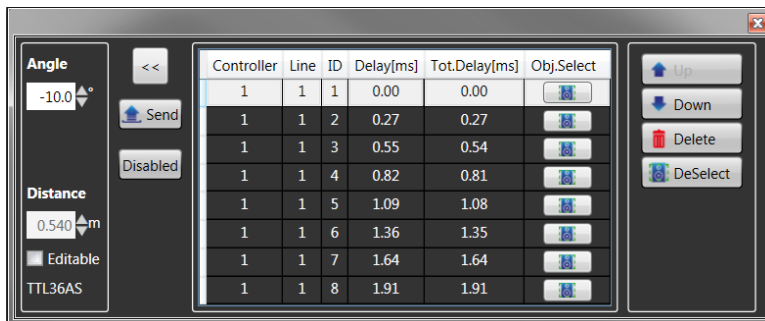 Angle
-10.0 °
Distance
0.540 m
Editable
TTL36AS
<<
Send
Disabled
Controller Line ID Delay[ms] Tot.Delay[ms] Obj.Select
1 1 1 0.00 0.00
1 1 2 0.27 0.27
1 1 3 0.55 0.54
1 1 4 0.82 0.81
1 1 5 1.09 1.08
1 1 6 1.36 1.35
1 1 7 1.64 1.64
1 1 8 1.91 1.91
Up
Down
Delete
DeSelect